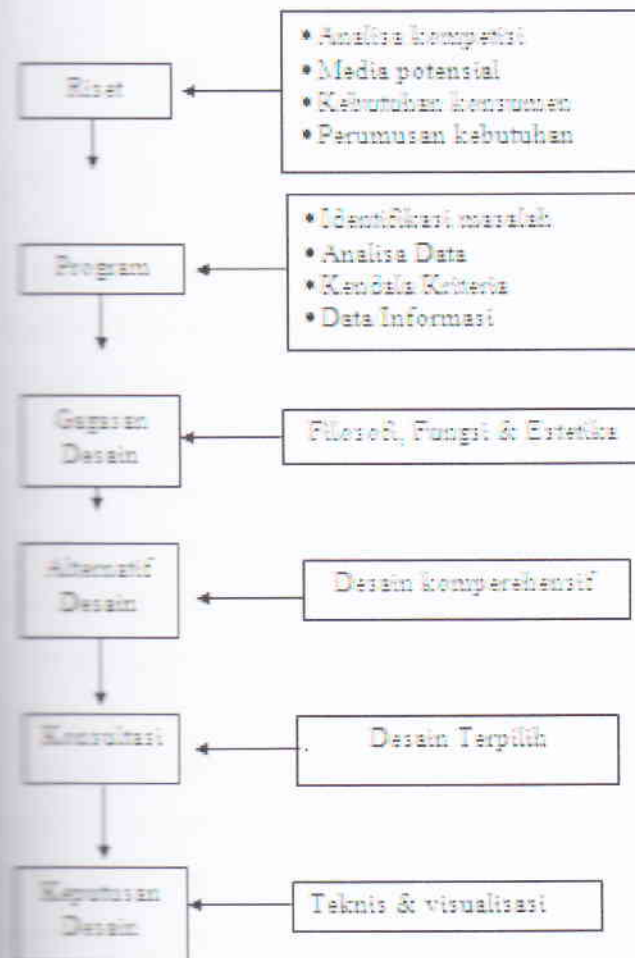 Riset
• Analisa kompetisi
• Media potensial
• Kebutuhan konsumen
• Perumusan kebutuhan
Program
• Identifikasi masalah
• Analisa Data
• Kendala Kriteria
• Data Informasi
Gagasan
Desain
Filosofi, Fungsi & Estetika
Alternatif
Desain
Desain komperehensif
Konsultasi
Desain Terpilih
Keputusan
Desain
Teknis & visualisasi